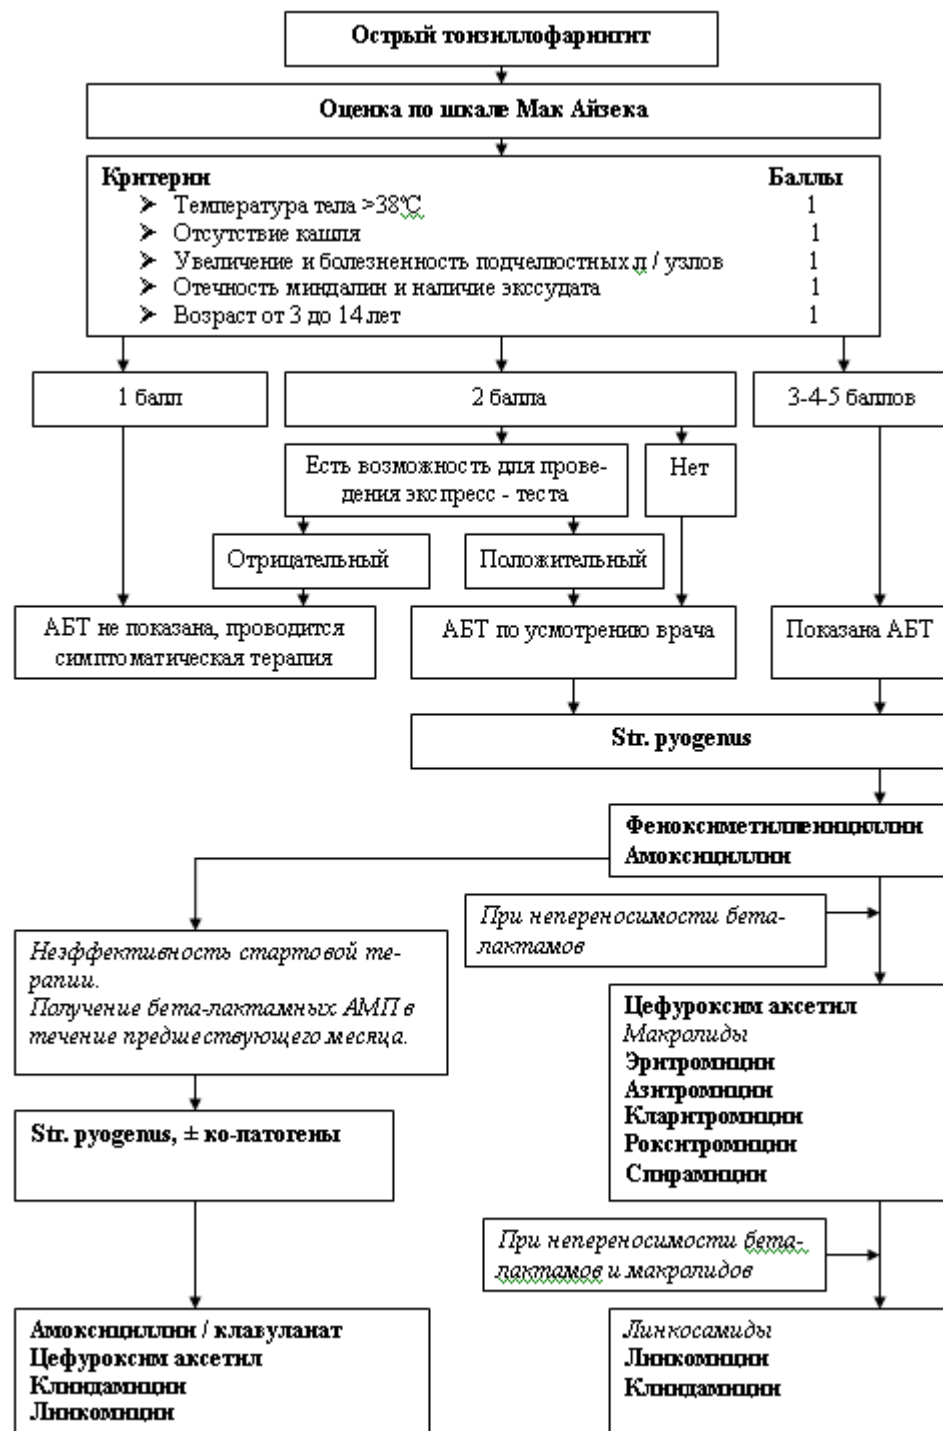 Острый тонзиллофарингит
Оценка по шкале Мак Айзека
Критерии Баллы
➤ Температура тела >38°C 1
➤ Отсутствие кашля 1
➤ Увеличение и болезненность подчелюстных л / узлов 1
➤ Отечность миндалин и наличие экссудата 1
➤ Возраст от 3 до 14 лет 1
1 балл
2 балла
3-4-5 баллов
Есть возможность для прове-
дения экспресс - теста
Нет
Отрицательный
Положительный
АБТ не показана, проводится
симптоматическая терапия
АБТ по усмотрению врача
Показана АБТ
Str. pyogenus
Феноксиметилпенициллин
Амоксициллин
При непереносимости бета-
лактамов
Неэффективность стартовой те-
рапии.
Получение бета-лактамных АМП в
течение предшествующего месяца.
Цефуроксим аксетил
Макролиды
Эритромицин
Азитромицин
Кларитромицин
Рокситромицин
Спирамицин
Str. pyogenus, ± ко-патогены
При непереносимости бета-
лактамов и макролидов
Амоксициллин / клавуланат
Цефуроксим аксетил
Клиндамицин
Линкомицин
Линкосамиды
Линкомицин
Клиндамицин